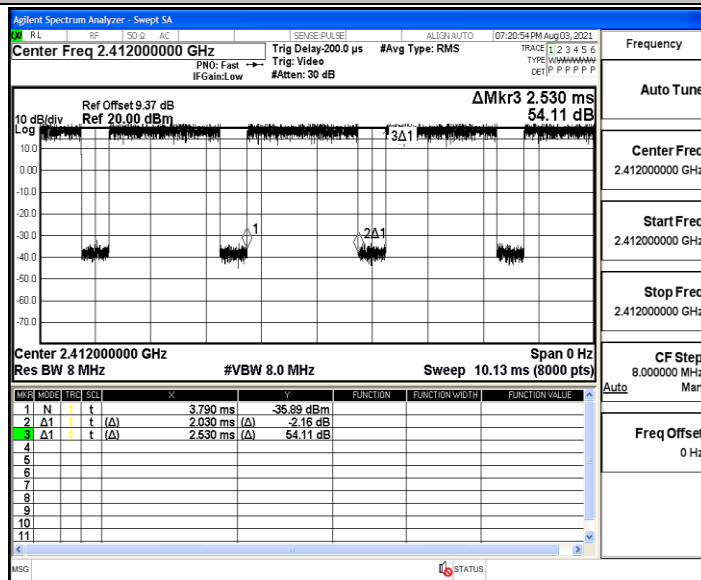 Agilent Spectrum Analyzer - Swept SA
RL RF 50 Ω AC SENSE:PULSE ALIGN AUTO 07:20:54 PM Aug 03, 2021
Center Freq 2.412000000 GHz
PNO: Fast
IFGain:Low
Trig Delay-200.0 µs
Trig: Video
#Atten: 30 dB
#Avg Type: RMS
TRACE 1 2 3 4 5 6
TYPE
DET P P P P P P
Ref Offset 9.37 dB
Ref 20.00 dBm
10 dB/div
Log
ΔMkr3 2.530 ms
54.11 dB
10.0
0.00
-10.0
-20.0
-30.0
-40.0
-50.0
-60.0
-70.0
3Δ1
1
2Δ1
Center 2.412000000 GHz Span 0 Hz
Res BW 8 MHz #VBW 8.0 MHz Sweep 10.13 ms (8000 pts)
MKR MODE TRC SCL X Y FUNCTION FUNCTION WIDTH FUNCTION VALUE
1 N t 3.790 ms -35.89 dBm
2 Δ1 t (Δ) 2.030 ms (Δ) -2.16 dB
3 Δ1 t (Δ) 2.530 ms (Δ) 54.11 dB
4
5
6
7
8
9
10
11
MSG STATUS
Frequency
Auto Tune
Center Freq
2.412000000 GHz
Start Freq
2.412000000 GHz
Stop Freq
2.412000000 GHz
CF Step
8.000000 MHz
Auto Man
Freq Offset
0 Hz